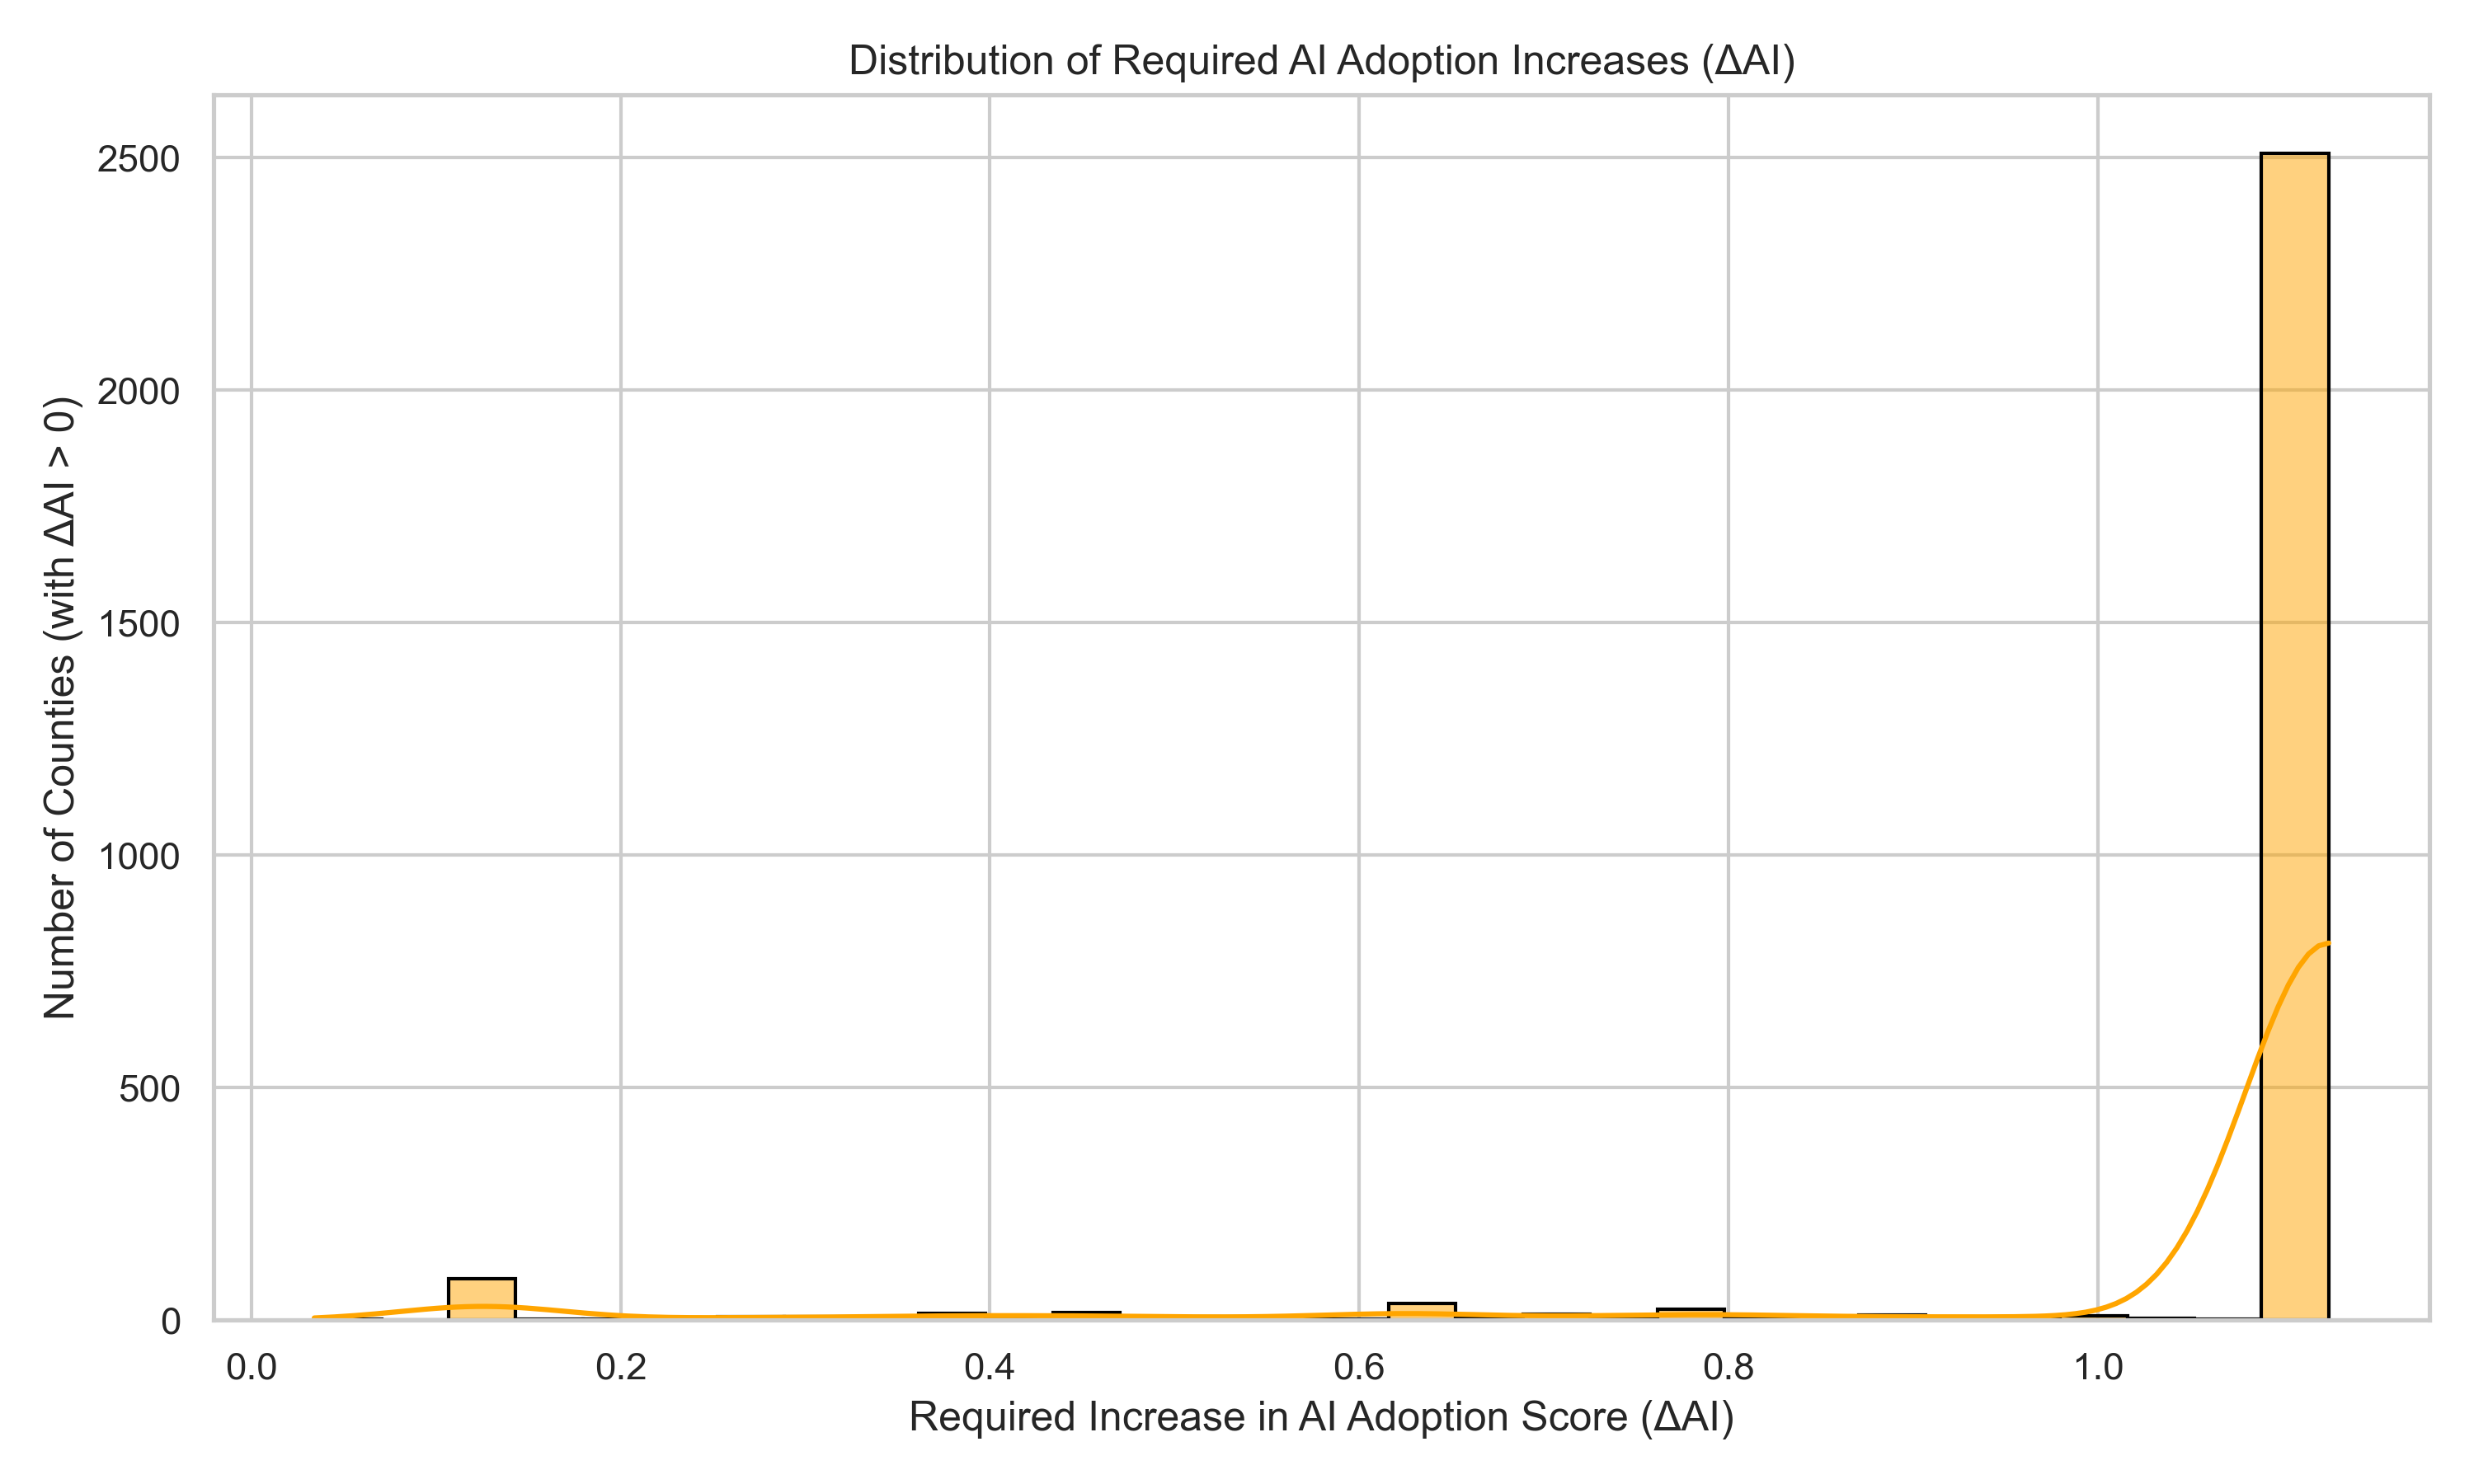 Distribution of Required AI Adoption Increases (ΔAI)
Number of Counties (with ΔAI > 0)
2500
2000
1500
1000
500
0
0.0 0.2 0.4 0.6 0.8 1.0
Required Increase in AI Adoption Score (ΔAI)